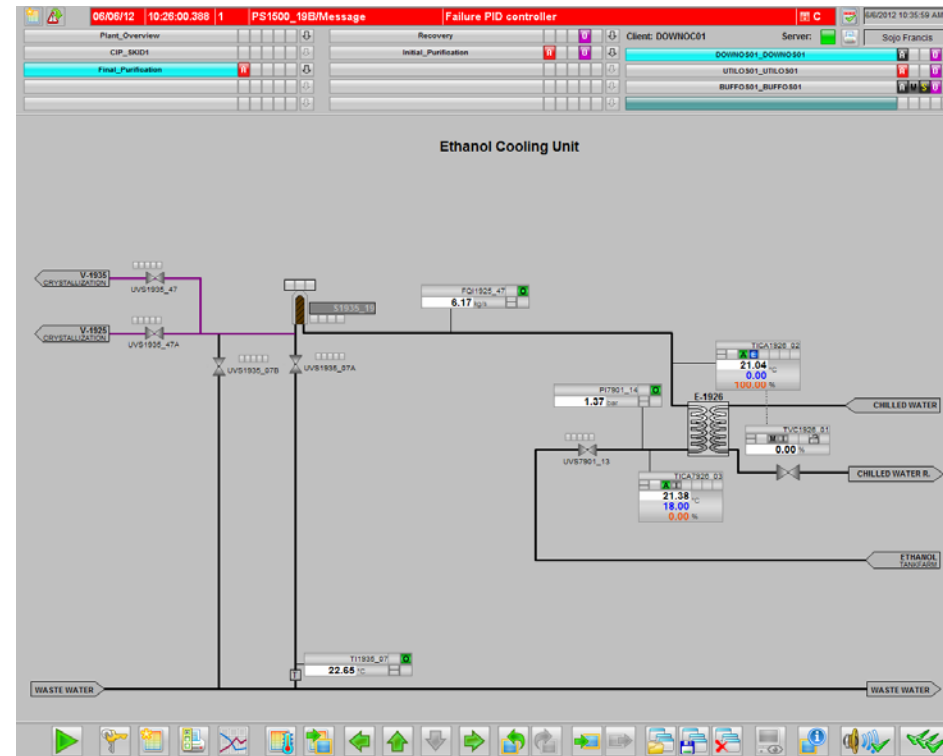 06/06/12 10:26:00.388 1 PS1500_19B/Message Failure PID controller C 6/6/2012 10:35:59 AM
Plant_Overview Recovery U Client: DOWNOC01 Server: Sojo Francis
CIP_SKID1 Initial_Purification A U DOWNOS01_DOWNOS01 A U
Final_Purification A UTILOS01_UTILOS01 A U
BUFFOS01_BUFFOS01 A M S U
Ethanol Cooling Unit
V-1935
CRYSTALLIZATION
UVS1935_47
V-1925
CRYSTALLIZATION
UVS1935_47A
S1935_19
FQI1925_47 O
6.17 kg/s
UVS1935_07B
UVS1935_07A
TICA1926_02
A E
21.04 °C
0.00
100.00 %
PI7901_14 O
1.37 bar
E-1926
CHILLED WATER
TVC1926_01
M I
0.00 %
UVS7901_13
CHILLED WATER R.
TICA7926_03
A I
21.38 °C
18.00
0.00 %
ETHANOL
TANKFARM
TI1935_07 O
22.65 °C
T
WASTE WATER
WASTE WATER